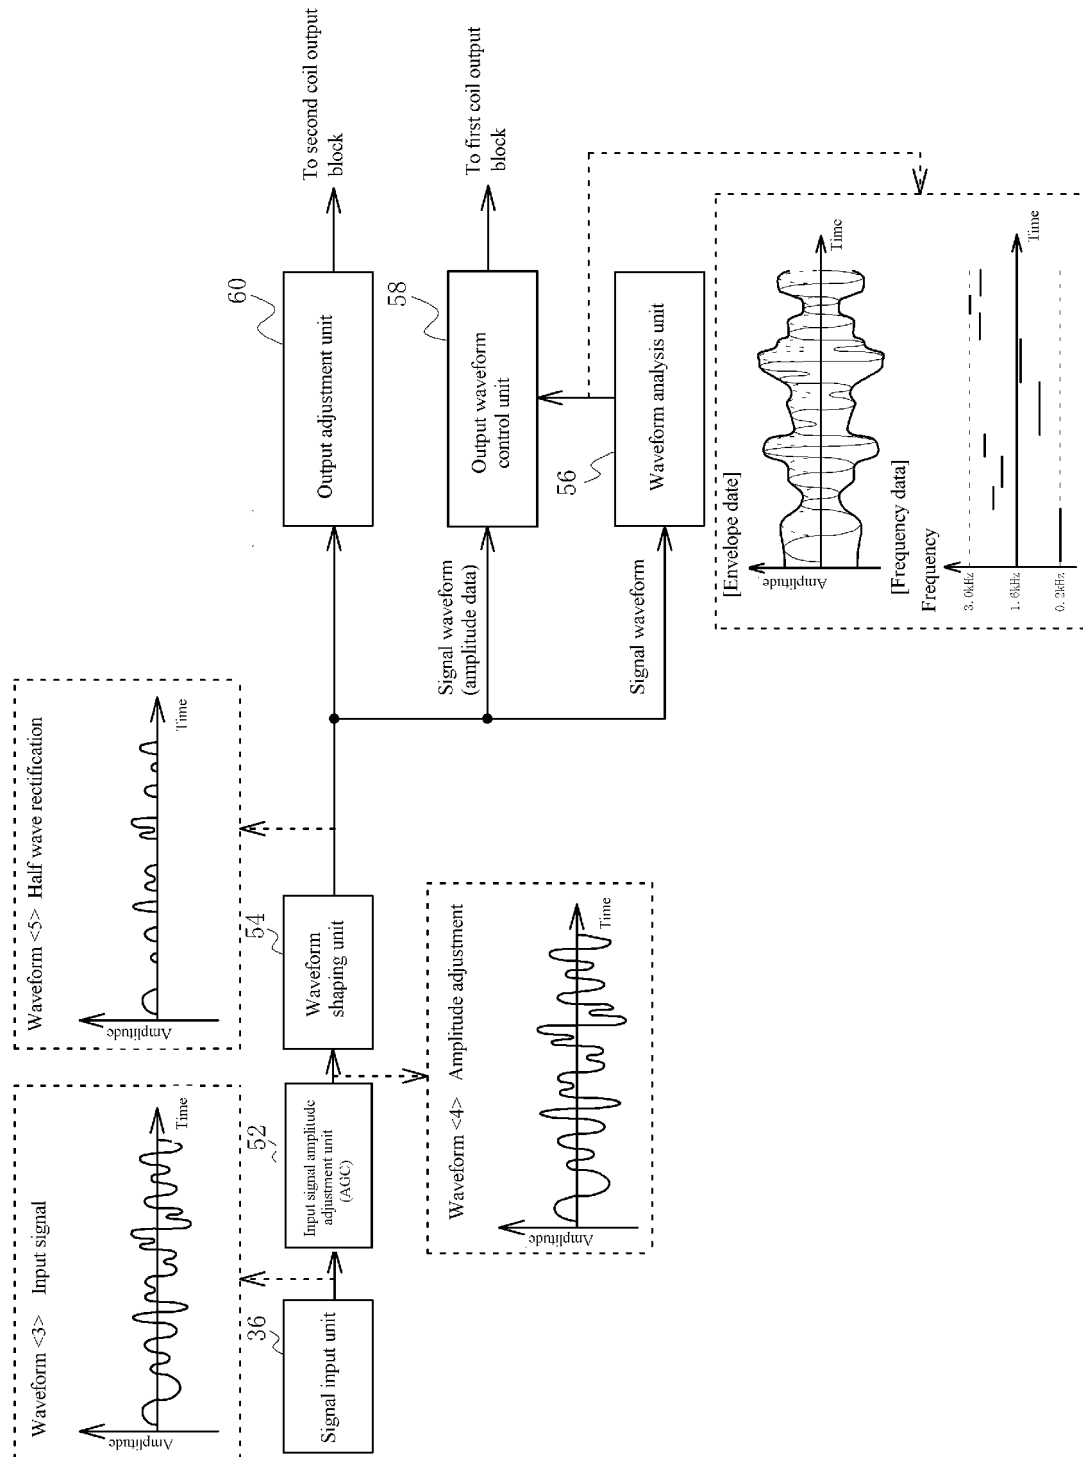 Waveform <3> Input signal
Amplitude
Time
Waveform <5> Half wave rectification
Amplitude
Time
36
Signal input unit
52
Input signal amplitude
adjustment unit
(AGC)
54
Waveform
shaping unit
Waveform <4> Amplitude adjustment
Amplitude
Time
60
Output adjustment unit
To second coil output
block
Signal waveform
(amplitude data)
58
Output waveform
control unit
To first coil output
block
Signal waveform
56
Waveform analysis unit
[Envelope date]
Amplitude
Time
[Frequency data]
Frequency
3.0kHz
1.6kHz
0.2kHz
Time